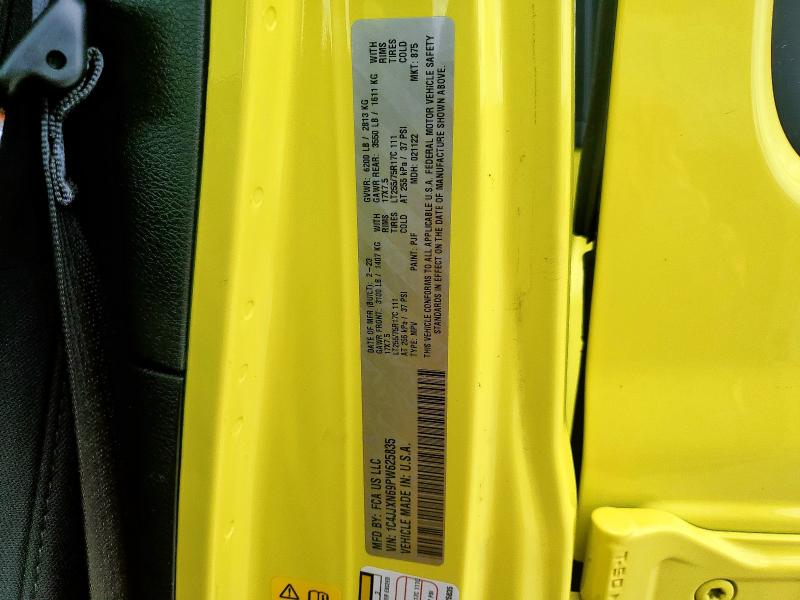 MFD BY: FCA US LLC
DATE OF MFR (BUILT): 2-23
GVWR: 6200 LB / 2813 KG
GAWR FRONT: 3100 LB / 1407 KG WITH
GAWR REAR: 3550 LB / 1611 KG WITH
17X7.5 RIMS
17X7.5 RIMS
LT255/75R17C 111 TIRES
LT255/75R17C 111 TIRES
AT 255 kPa / 37 PSI COLD
AT 255 kPa / 37 PSI COLD
VIN: 1C4JJXN69PW625835
TYPE: MPV
PAINT: PJF
MDH: 021122
MKT: 875
VEHICLE MADE IN: U.S.A.
THIS VEHICLE CONFORMS TO ALL APPLICABLE U.S.A. FEDERAL MOTOR VEHICLE SAFETY
STANDARDS IN EFFECT ON THE DATE OF MANUFACTURE SHOWN ABOVE.
T-50